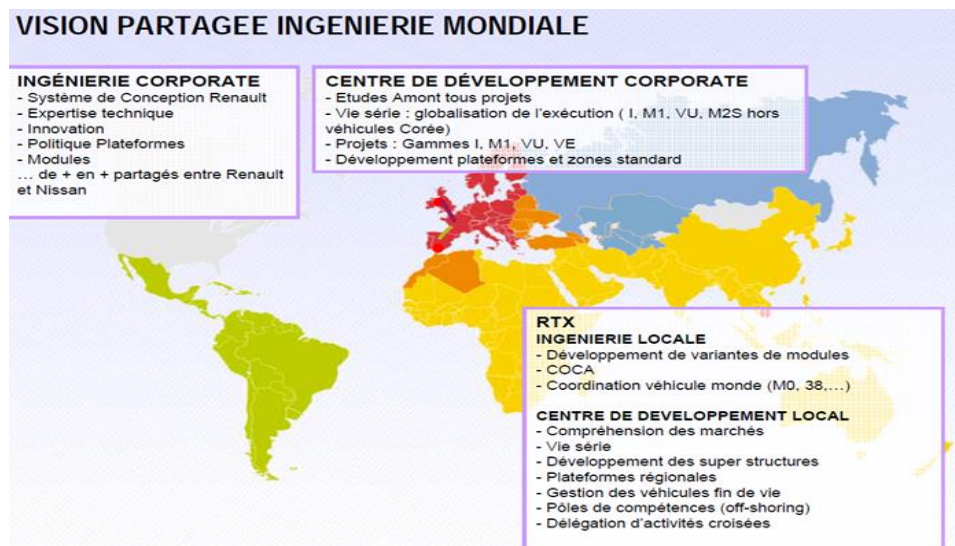 VISION PARTAGEE INGENIERIE MONDIALE
INGÉNIERIE CORPORATE
- Système de Conception Renault
- Expertise technique
- Innovation
- Politique Plateformes
- Modules
... de + en + partagés entre Renault
et Nissan
CENTRE DE DÉVELOPPEMENT CORPORATE
- Etudes Amont tous projets
- Vie série : globalisation de l'exécution ( I, M1, VU, M2S hors
véhicules Corée)
- Projets : Gammes I, M1, VU, VE
- Développement plateformes et zones standard
RTX
INGENIERIE LOCALE
- Développement de variantes de modules
- COCA
- Coordination véhicule monde (M0, 38,...)
CENTRE DE DEVELOPPEMENT LOCAL
- Compréhension des marchés
- Vie série
- Développement des super structures
- Plateformes régionales
- Gestion des véhicules fin de vie
- Pôles de compétences (off-shoring)
- Délégation d'activités croisées